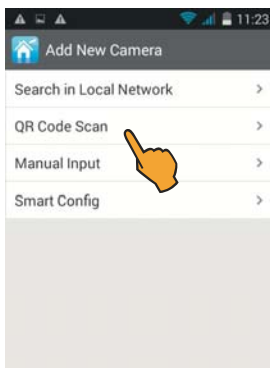 11:23
Add New Camera
Search in Local Network
QR Code Scan
Manual Input
Smart Config